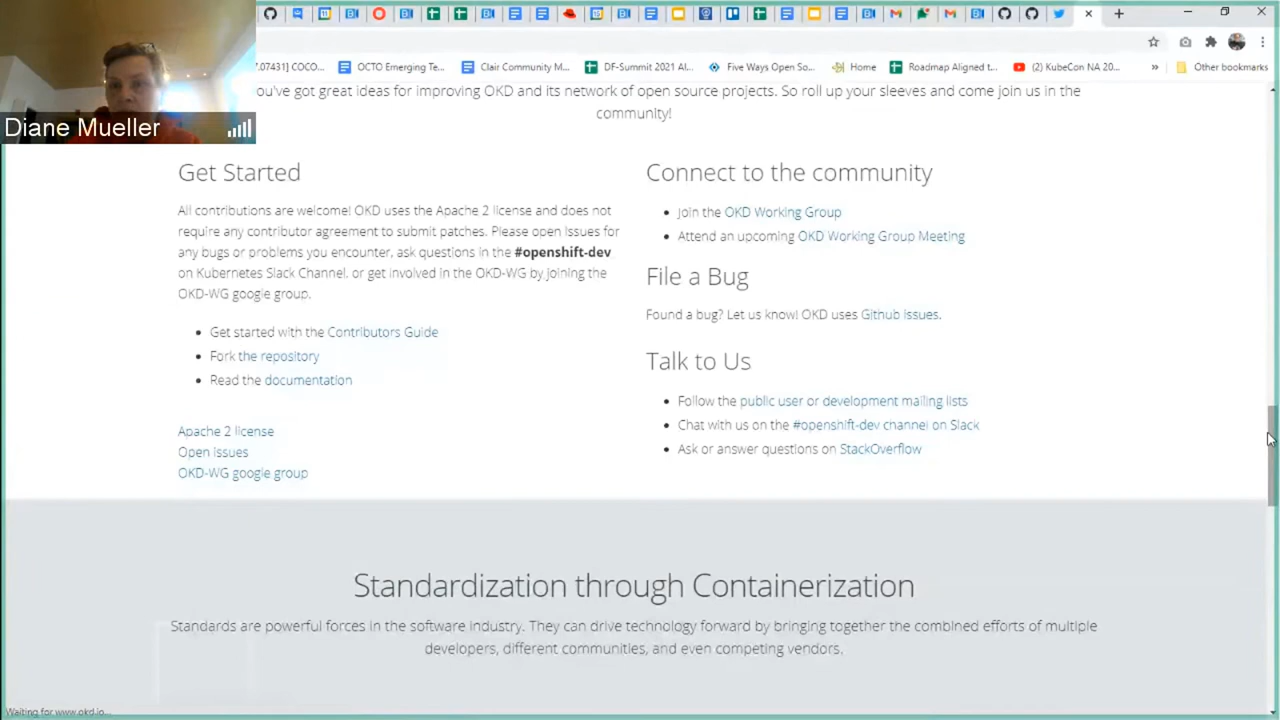 7.07431] COCO...
OCTO Emerging Te...
Clair Community M...
DF-Summit 2021 Al...
Five Ways Open So...
Home
Roadmap Aligned t...
(2) KubeCon NA 20...
»
Other bookmarks
Diane Mueller
you've got great ideas for improving OKD and its network of open source projects. So roll up your sleeves and come join us in the
community!
Get Started
All contributions are welcome! OKD uses the Apache 2 license and does not
require any contributor agreement to submit patches. Please open issues for
any bugs or problems you encounter, ask questions in the #openshift-dev
on Kubernetes Slack Channel, or get involved in the OKD-WG by joining the
OKD-WG google group.
• Get started with the Contributors Guide
• Fork the repository
• Read the documentation
Apache 2 license
Open issues
OKD-WG google group
Connect to the community
• Join the OKD Working Group
• Attend an upcoming OKD Working Group Meeting
File a Bug
Found a bug? Let us know! OKD uses Github issues.
Talk to Us
• Follow the public user or development mailing lists
• Chat with us on the #openshift-dev channel on Slack
• Ask or answer questions on StackOverflow
Standardization through Containerization
Standards are powerful forces in the software industry. They can drive technology forward by bringing together the combined efforts of multiple
developers, different communities, and even competing vendors.
Waiting for www.okd.io...